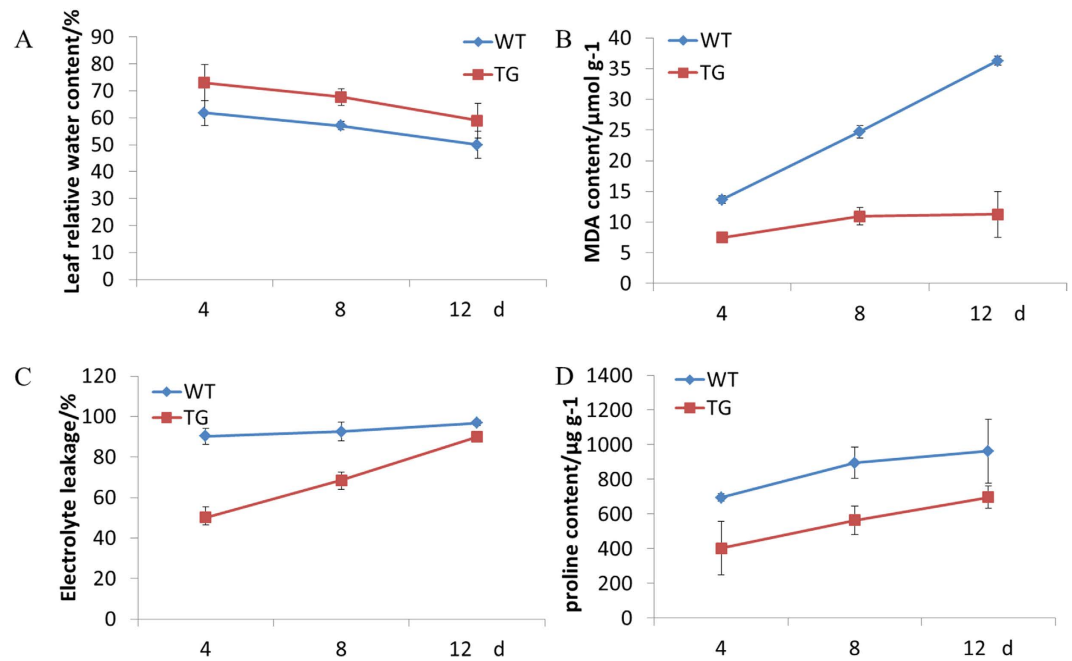 A
Leaf relative water content/%
90
80
70
60
50
40
30
20
10
0
WT
TG
4
8
12
d
B
MDA content/μmol g-1
40
35
30
25
20
15
10
5
0
WT
TG
4
8
12
d
C
Electrolyte leakage/%
120
100
80
60
40
20
0
WT
TG
4
8
12
d
D
proline content/μg g-1
1400
1200
1000
800
600
400
200
0
WT
TG
4
8
12
d